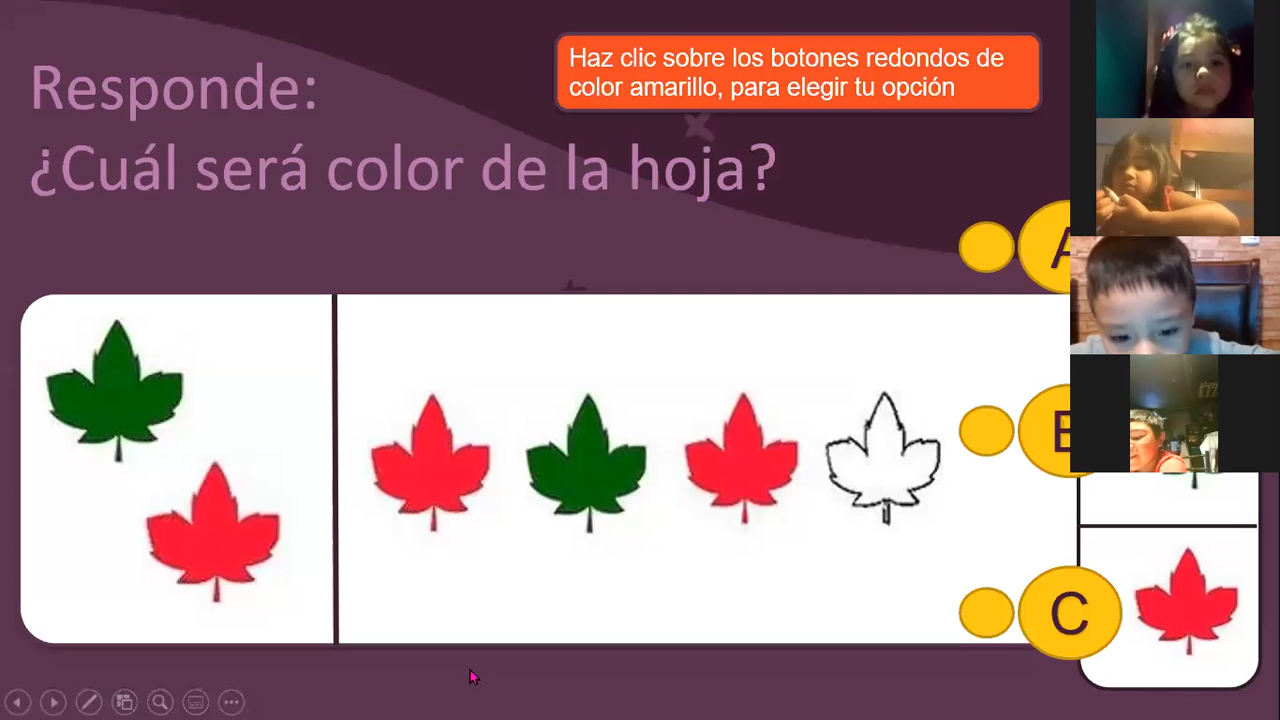 Responde:
¿Cuál será color de la hoja?
Haz clic sobre los botones redondos de
color amarillo, para elegir tu opción
A
B
C